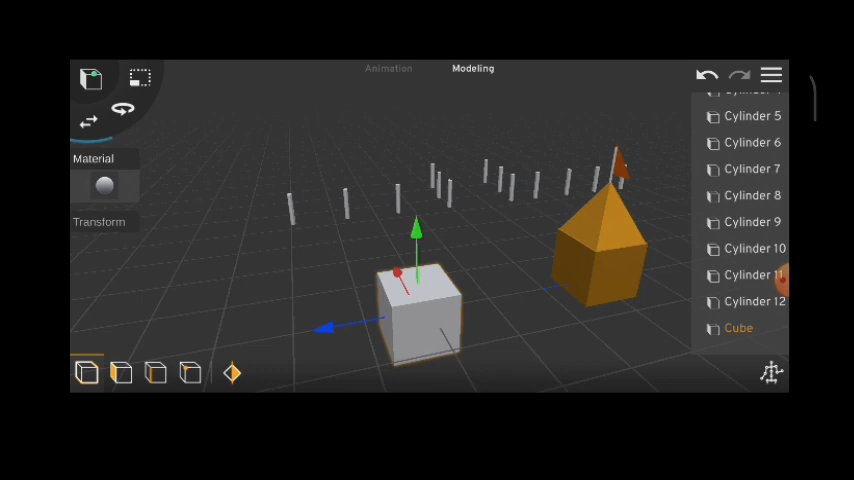 Animation
Modeling
Material
Transform
Cylinder 5
Cylinder 6
Cylinder 7
Cylinder 8
Cylinder 9
Cylinder 10
Cylinder 11
Cylinder 12
Cube